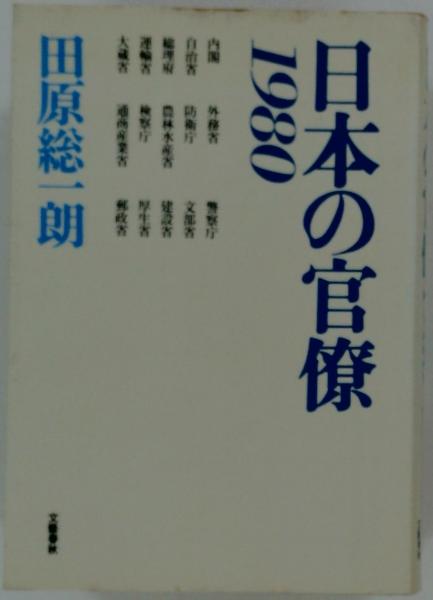 日本の官僚
1980
内閣 外務省 警察庁
自治省 防衛庁 文部省
総理府 農林水産省 建設省
運輸省 検察庁 厚生省
大蔵省 通商産業省 郵政省
田原総一朗
文藝春秋